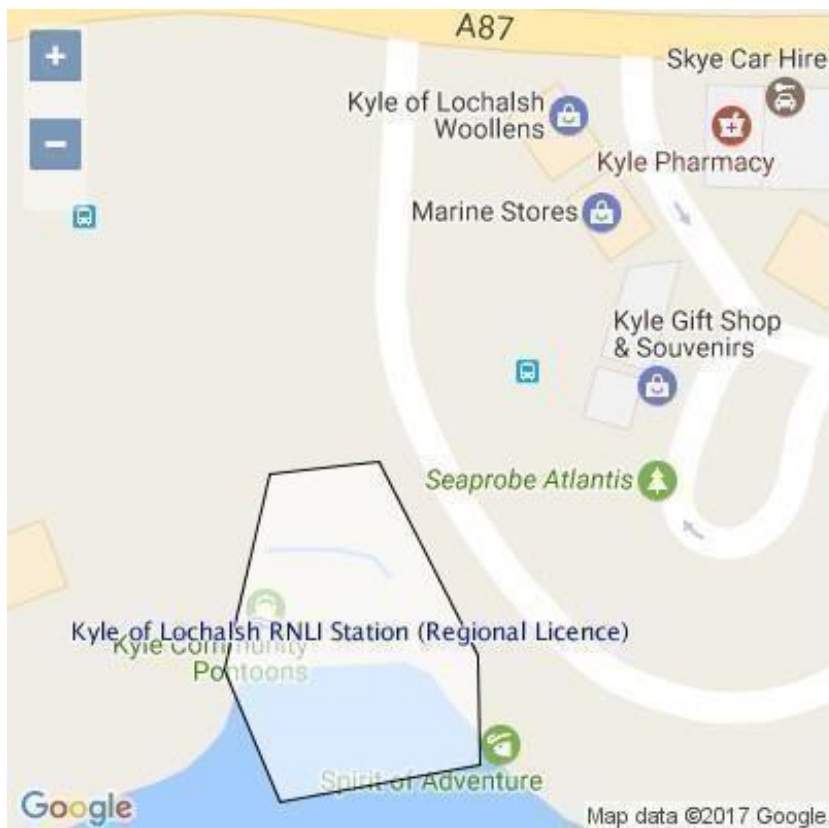 A87
Skye Car Hire
Kyle of Lochalsh
Woollens
Kyle Pharmacy
Marine Stores
Kyle Gift Shop
& Souvenirs
Seaprobe Atlantis
Kyle of Lochalsh RNLI Station (Regional Licence)
Kyle Community
Pontoons
Spirit of Adventure
Google
Map data ©2017 Google